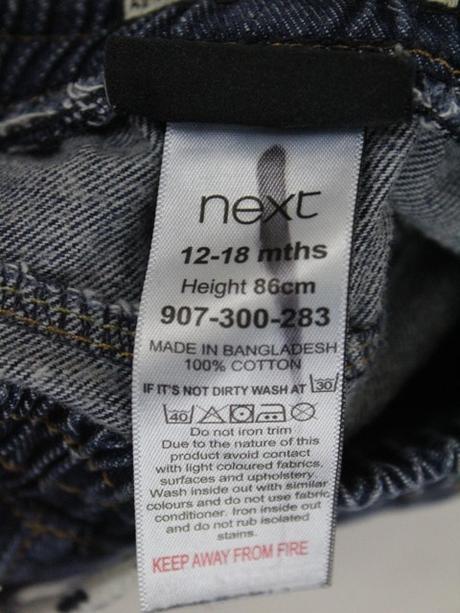 next
12-18 mths
Height 86cm
907-300-283
MADE IN BANGLADESH
100% COTTON
IF IT'S NOT DIRTY WASH AT 30
40
Do not iron trim
Due to the nature of this
product avoid contact
with light coloured fabrics,
surfaces and upholstery.
Wash inside out with similar
colours and do not use fabric
conditioner. Iron inside out
and do not rub isolated
stains.
KEEP AWAY FROM FIRE